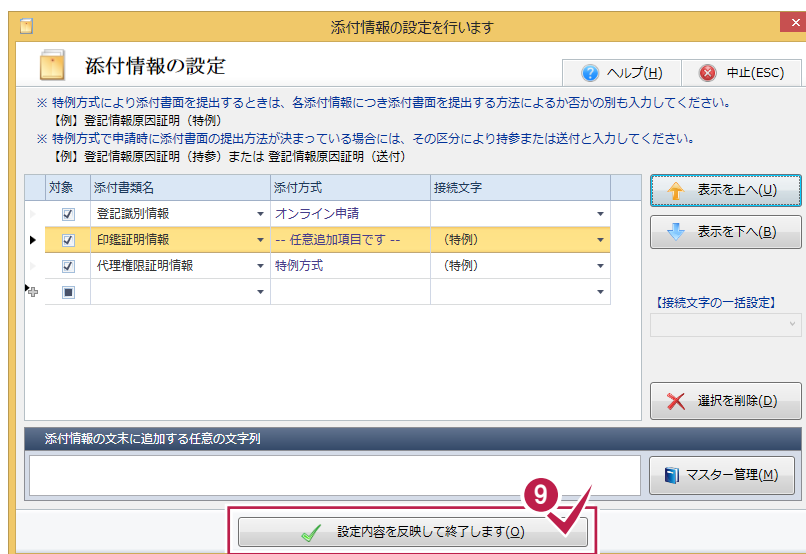 添付情報の設定を行います
添付情報の設定
ヘルプ(H)
中止(ESC)
※ 特例方式により添付書面を提出するときは、各添付情報につき添付書面を提出する方法によるか否かの別も入力してください。
【例】登記情報原因証明（特例）
※ 特例方式で申請時に添付書面の提出方法が決まっている場合には、その区分により持参または送付と入力してください。
【例】登記情報原因証明（持参）または 登記情報原因証明（送付）
対象 添付書類名 添付方式 接続文字
登記識別情報 オンライン申請
印鑑証明情報 -- 任意追加項目です -- （特例）
代理権限証明情報 特例方式 （特例）
表示を上へ(U)
表示を下へ(B)
【接続文字の一括設定】
選択を削除(D)
添付情報の文末に追加する任意の文字列
マスター管理(M)
9
設定内容を反映して終了します(O)